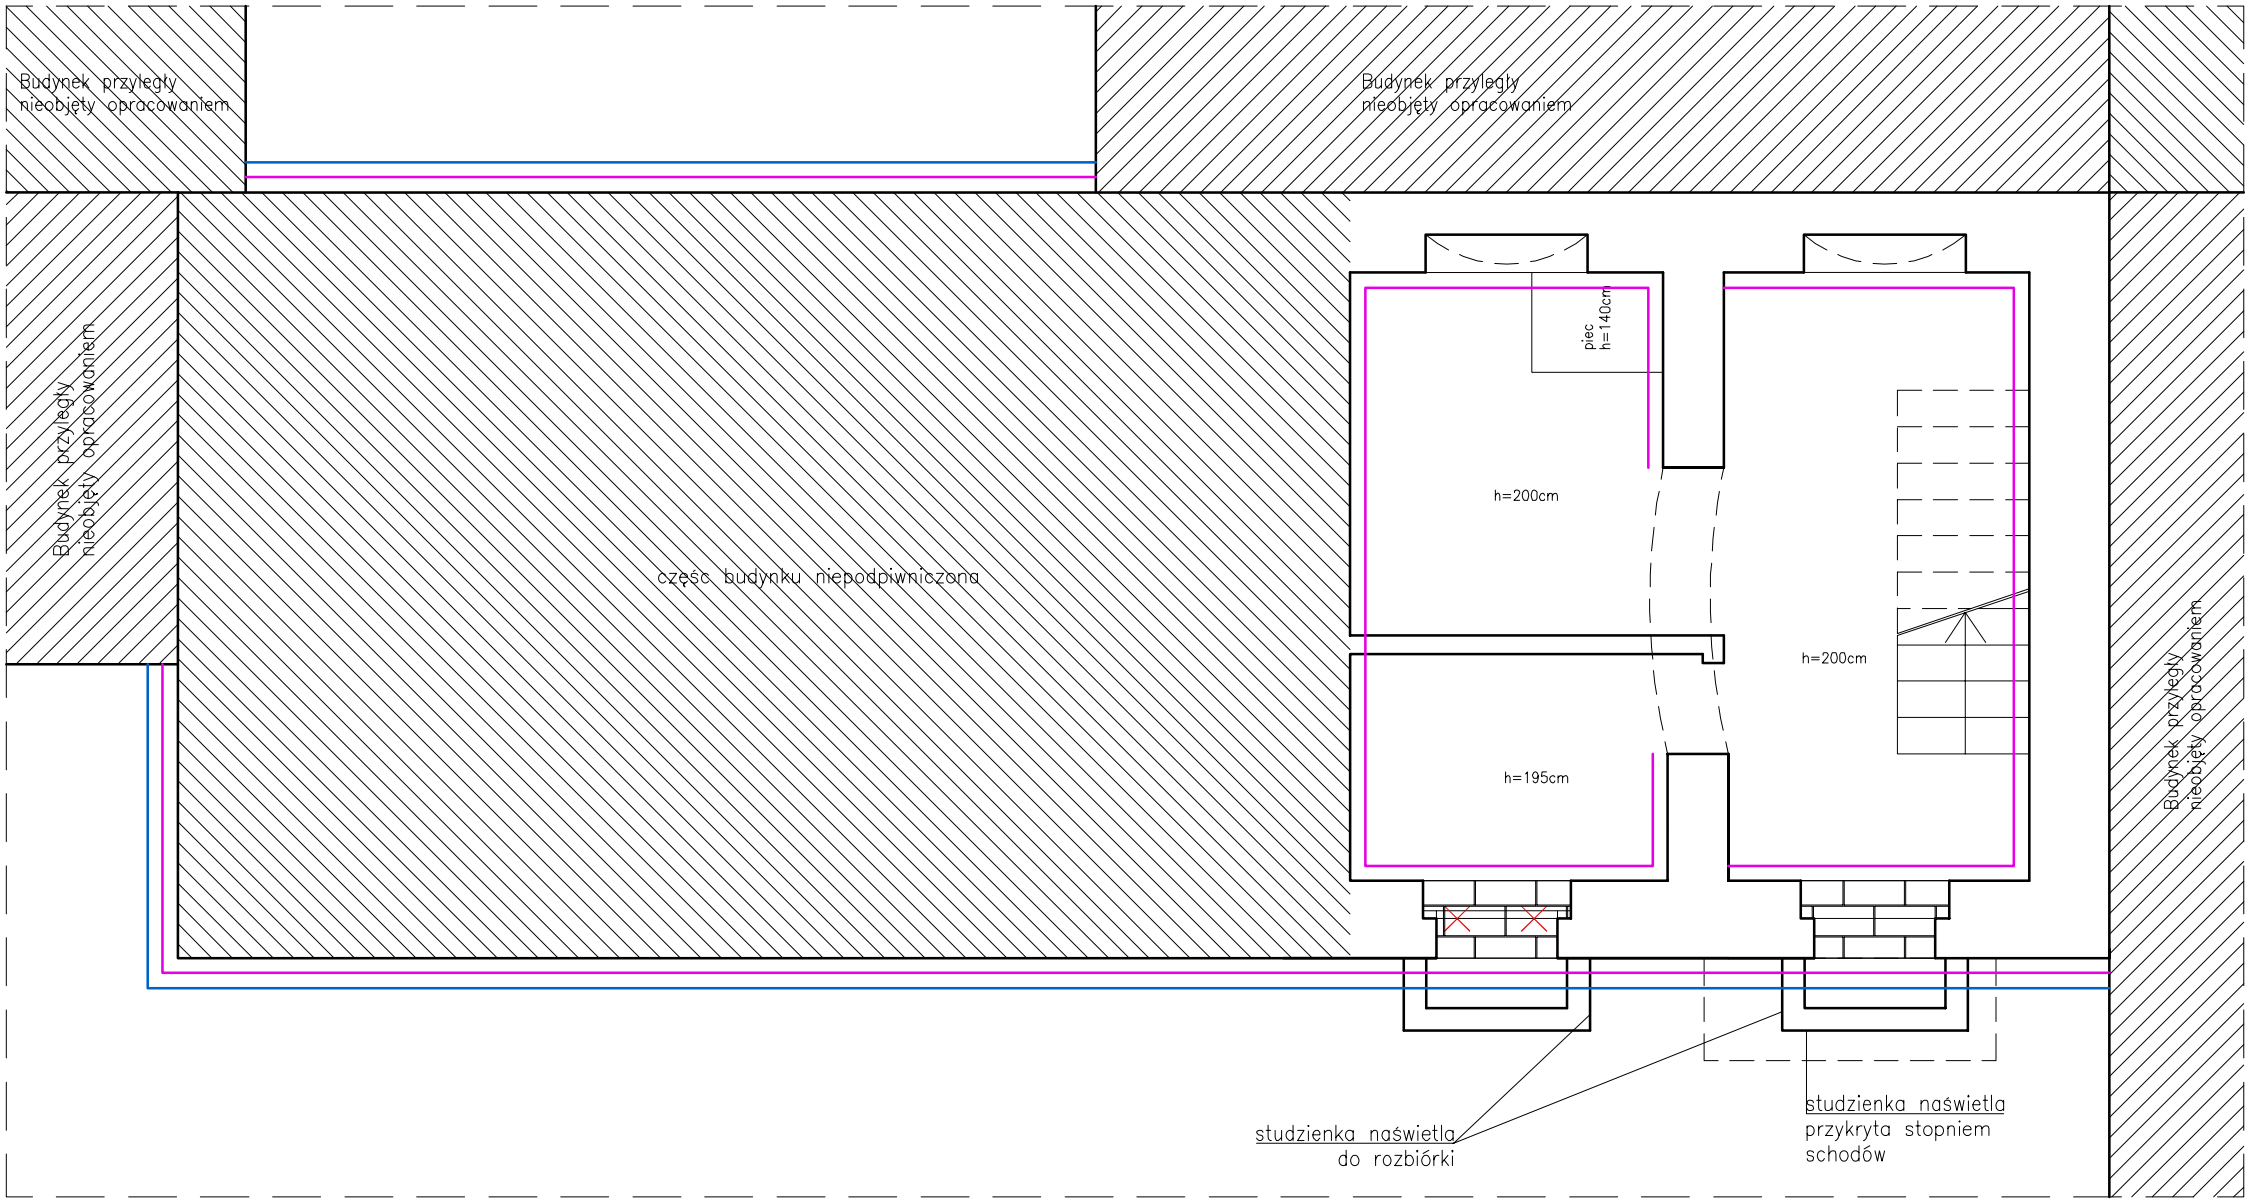 Budynek przyległy
nieobjęty opracowaniem
Budynek przyległy
nieobjęty opracowaniem
Budynek przyległy
nieobjęty opracowaniem
piec
h=140cm
h=200cm
częśc budynku niepodpiwniczona
h=200cm
Budynek przyległy
nieobjęty opracowaniem
h=195cm
studzienka naświetla
do rozbiórki
studzienka naświetla
przykryta stopniem
schodów